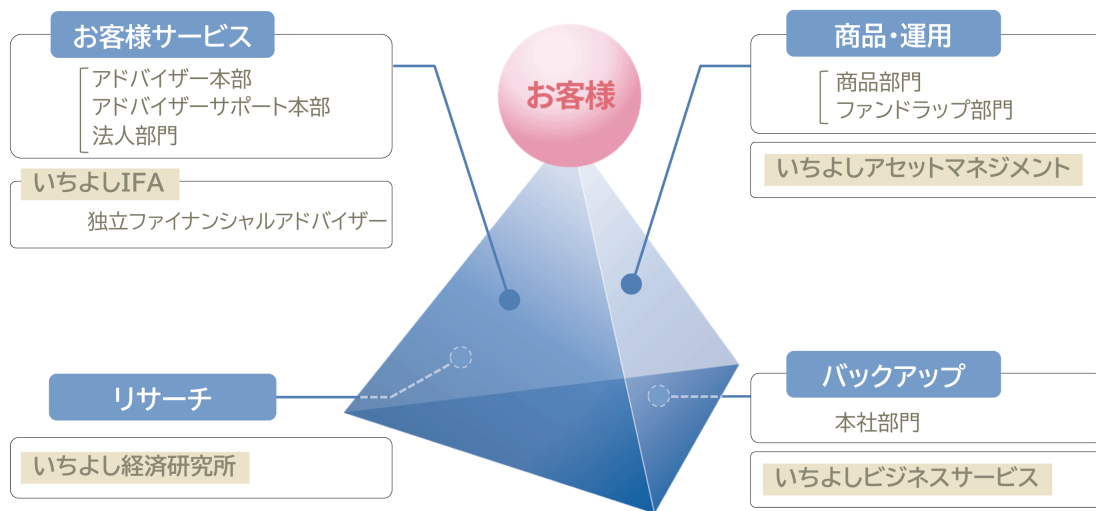 お客様サービス
アドバイザー本部
アドバイザーサポート本部
法人部門
いちよしIFA
独立ファイナンシャルアドバイザー
お客様
商品・運用
商品部門
ファンドラップ部門
いちよしアセットマネジメント
リサーチ
いちよし経済研究所
バックアップ
本社部門
いちよしビジネスサービス